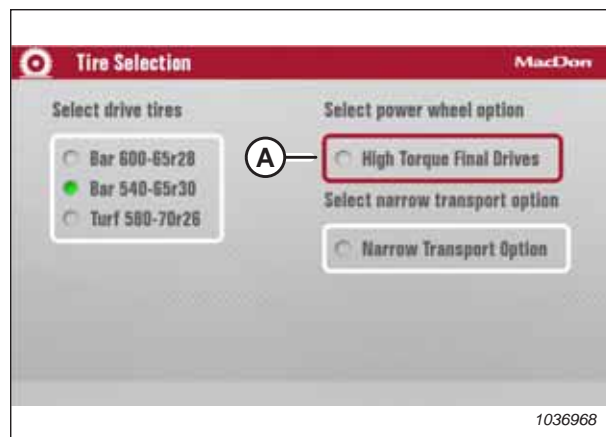 Tire Selection
MacDon
Select drive tires
Bar 600-65r28
Bar 540-65r30
Turf 580-70r26
Select power wheel option
A
High Torque Final Drives
Select narrow transport option
Narrow Transport Option
1036968